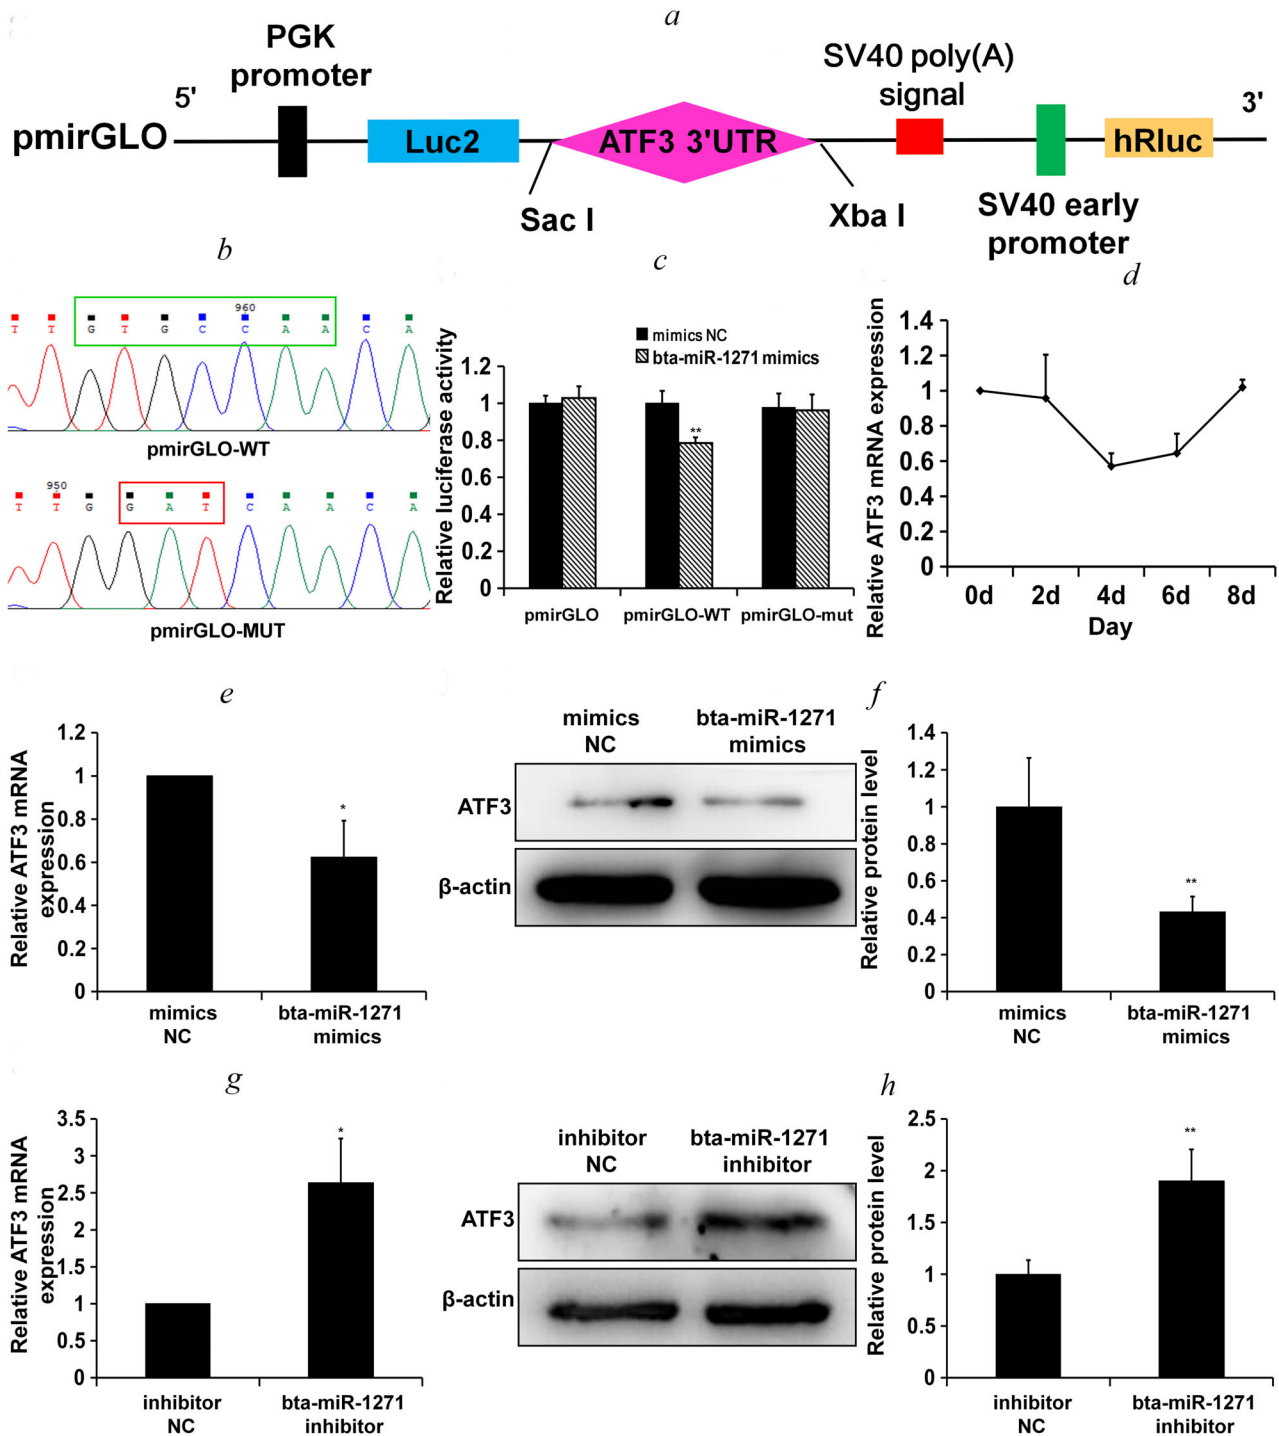 a
PGK
promoter
SV40 poly(A)
signal
5'
3'
pmirGLO
Luc2
ATF3 3'UTR
hRluc
Sac I
Xba I
SV40 early
promoter
b
960
T T G T G C C A A C A
pmirGLO-WT
950
T T G G A T C A A C A
pmirGLO-MUT
c
Relative luciferase activity
mimics NC
bta-miR-1271 mimics
1.2
1
0.8
0.6
0.4
0.2
0
**
pmirGLO pmirGLO-WT pmirGLO-mut
d
Relative ATF3 mRNA expression
1.4
1.2
1
0.8
0.6
0.4
0.2
0
0d 2d 4d 6d 8d
Day
e
Relative ATF3 mRNA
expression
1.2
1
0.8
0.6
0.4
0.2
0
*
mimics
NC
bta-miR-1271
mimics
f
mimics
NC
bta-miR-1271
mimics
ATF3
β-actin
Relative protein level
1.4
1.2
1
0.8
0.6
0.4
0.2
0
**
mimics
NC
bta-miR-1271
mimics
g
Relative ATF3 mRNA
expression
3.5
3
2.5
2
1.5
1
0.5
0
*
inhibitor
NC
bta-miR-1271
inhibitor
h
inhibitor
NC
bta-miR-1271
inhibitor
ATF3
β-actin
Relative protein level
2.5
2
1.5
1
0.5
0
**
inhibitor
NC
bta-miR-1271
inhibitor